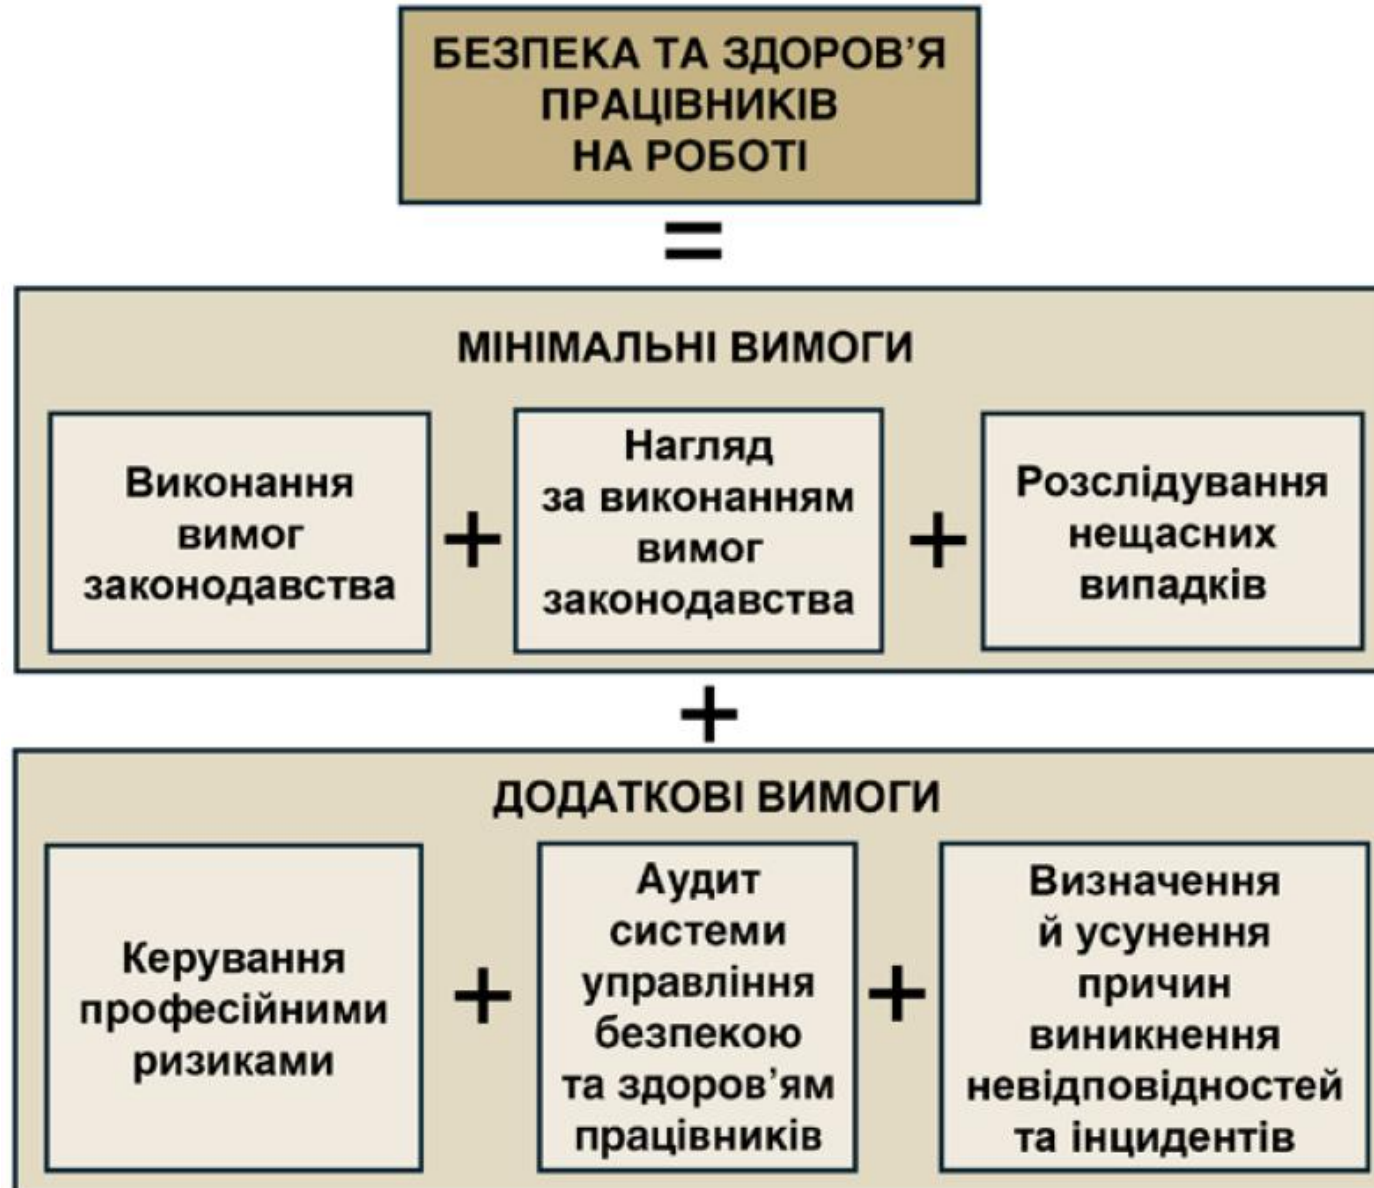 БЕЗПЕКА ТА ЗДОРОВ’Я
ПРАЦІВНИКІВ
НА РОБОТІ
=
МІНІМАЛЬНІ ВИМОГИ
Виконання
вимог
законодавства
+
Нагляд
за виконанням
вимог
законодавства
+
Розслідування
нещасних
випадків
+
ДОДАТКОВІ ВИМОГИ
Керування
професійними
ризиками
+
Аудит
системи
управління
безпекою
та здоров’ям
працівників
+
Визначення
й усунення
причин
виникнення
невідповідностей
та інцидентів